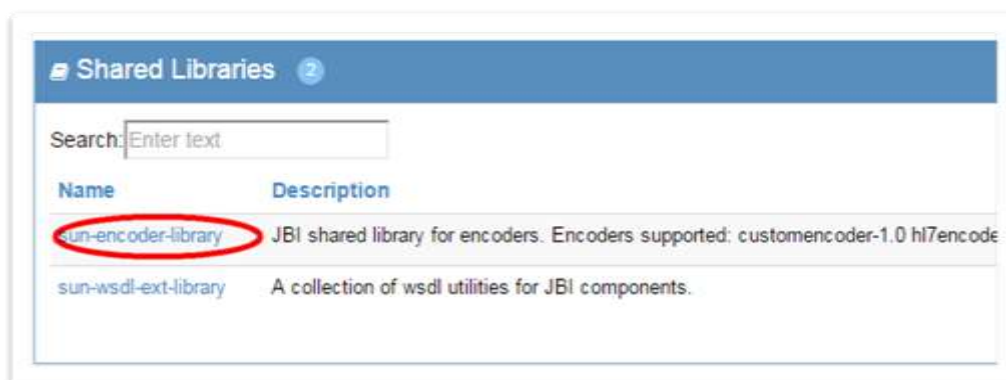 Shared Libraries 2
Search: Enter text
Name Description
sun-encoder-library JBI shared library for encoders. Encoders supported: customencoder-1.0 hl7encode
sun-wsdl-ext-library A collection of wsdl utilities for JBI components.